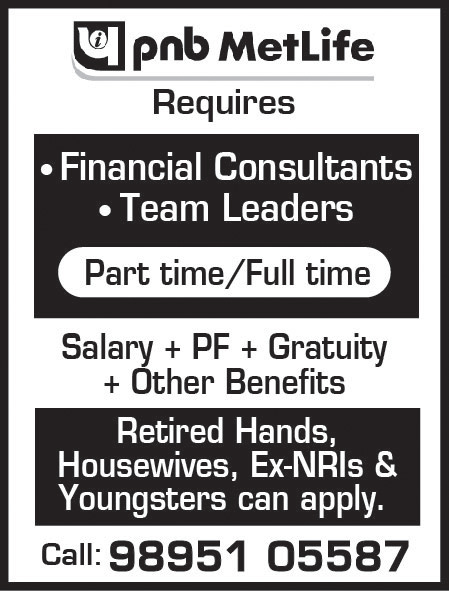 pnb MetLife
Requires
• Financial Consultants
• Team Leaders
Part time/Full time
Salary + PF + Gratuity
+ Other Benefits
Retired Hands,
Housewives, Ex-NRIs &
Youngsters can apply.
Call: 98951 05587